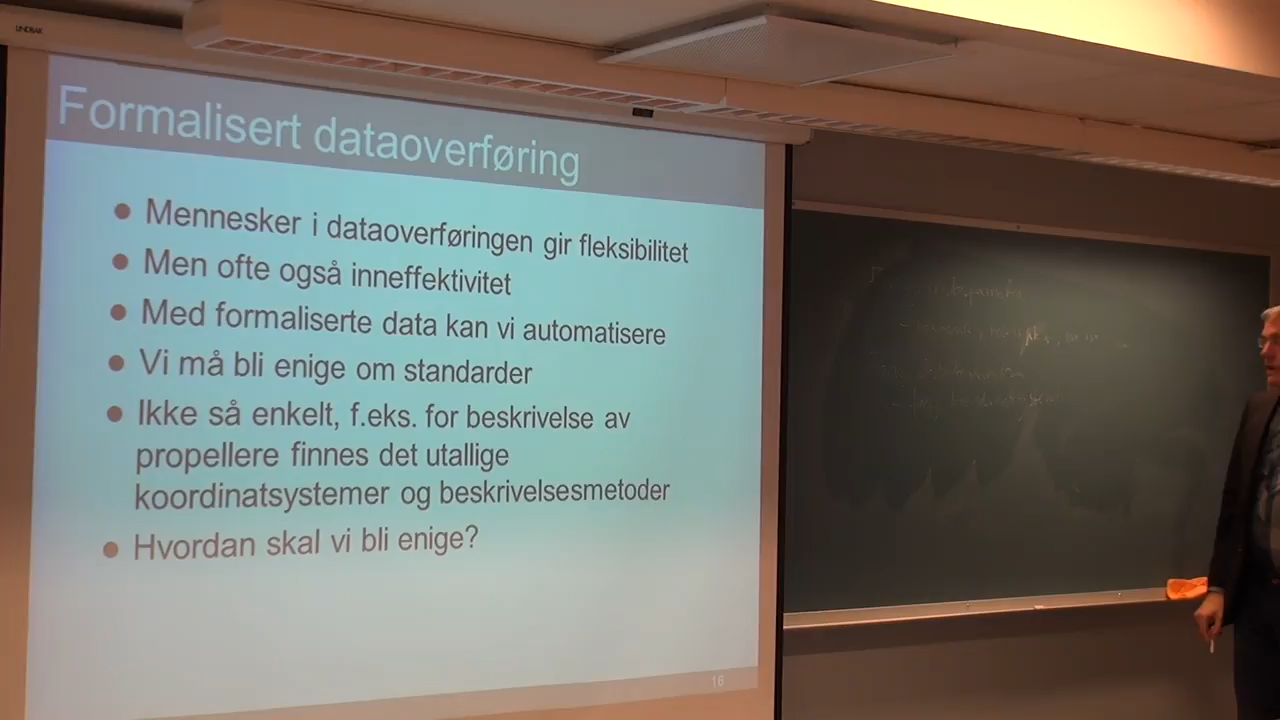 LINDBAK
Formalisert dataoverføring
Mennesker i dataoverføringen gir fleksibilitet
Men ofte også inneffektivitet
Med formaliserte data kan vi automatisere
Vi må bli enige om standarder
Ikke så enkelt, f.eks. for beskrivelse av
propellere finnes det utallige
koordinatsystemer og beskrivelsesmetoder
Hvordan skal vi bli enige?
16